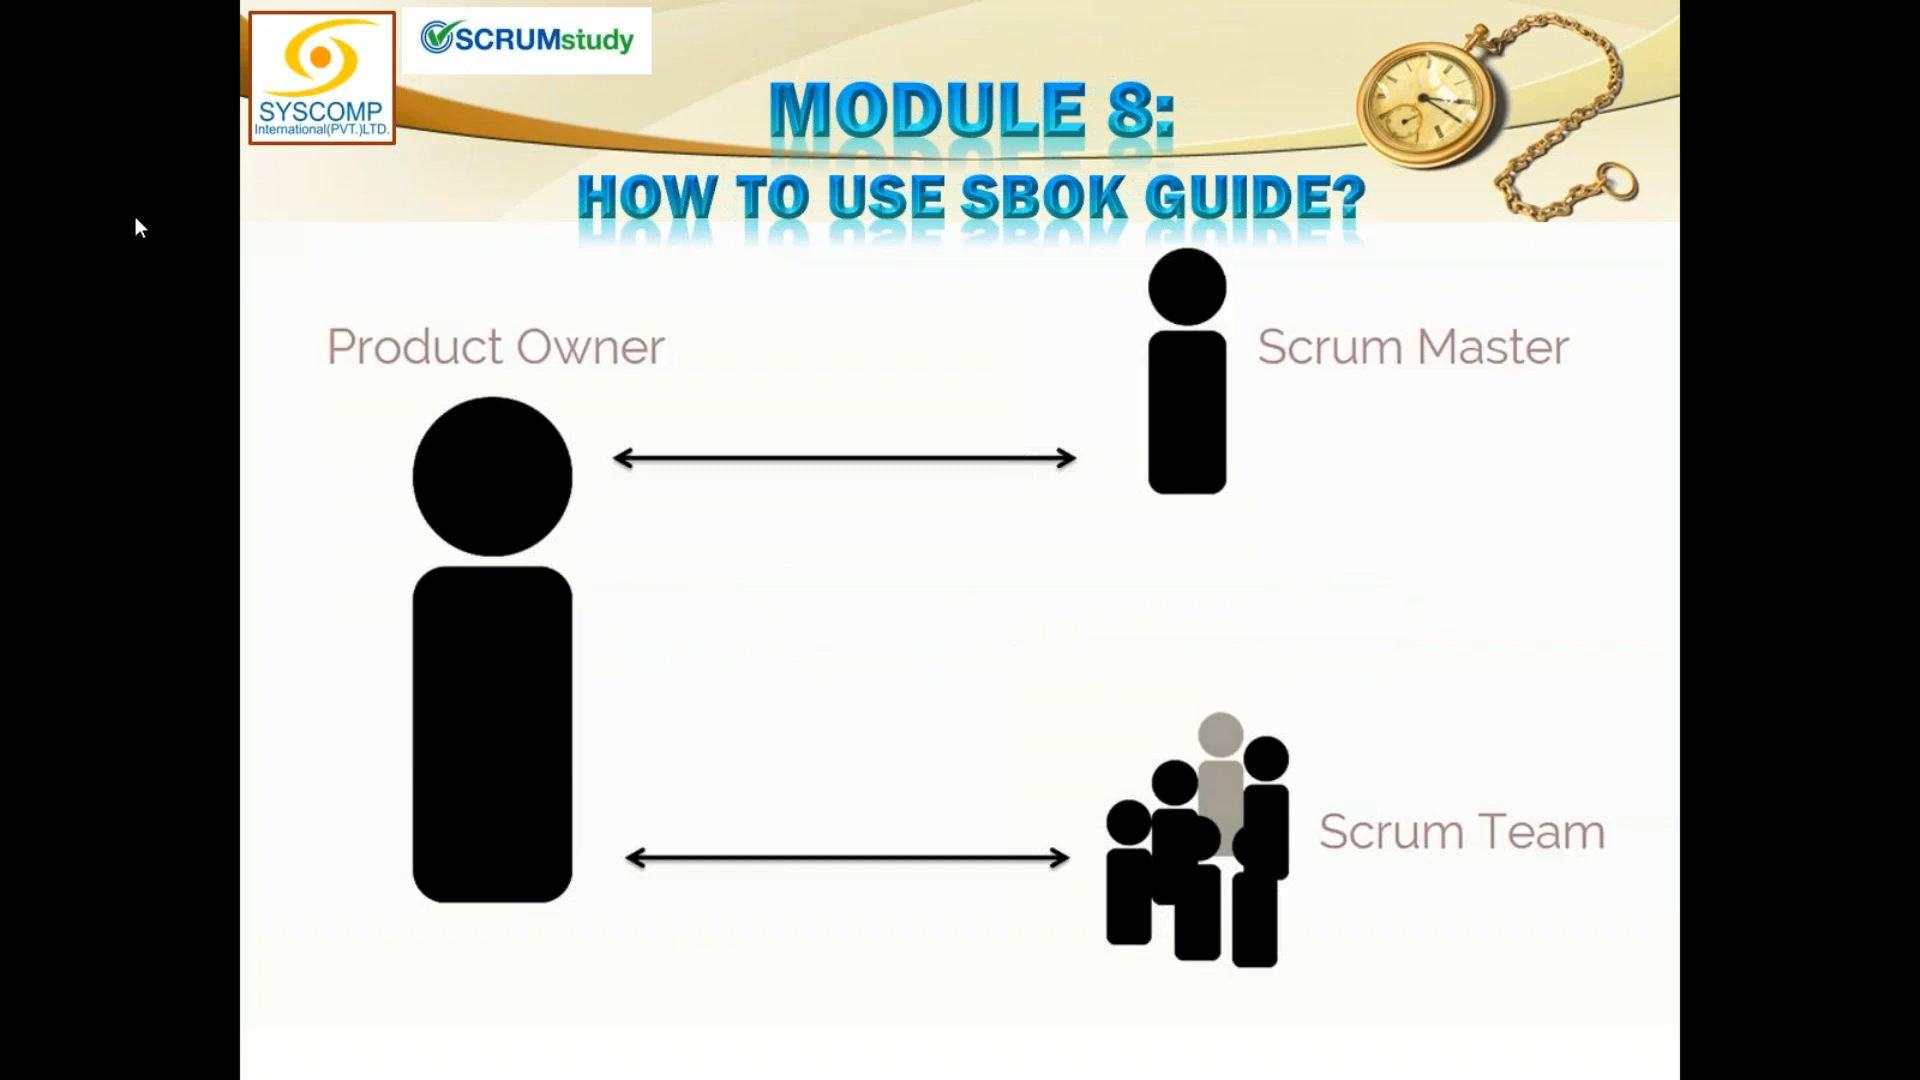 SYSCOMP
International(PVT.)LTD.
SCRUMstudy
MODULE 8:
HOW TO USE SBOK GUIDE?
Product Owner
Scrum Master
Scrum Team